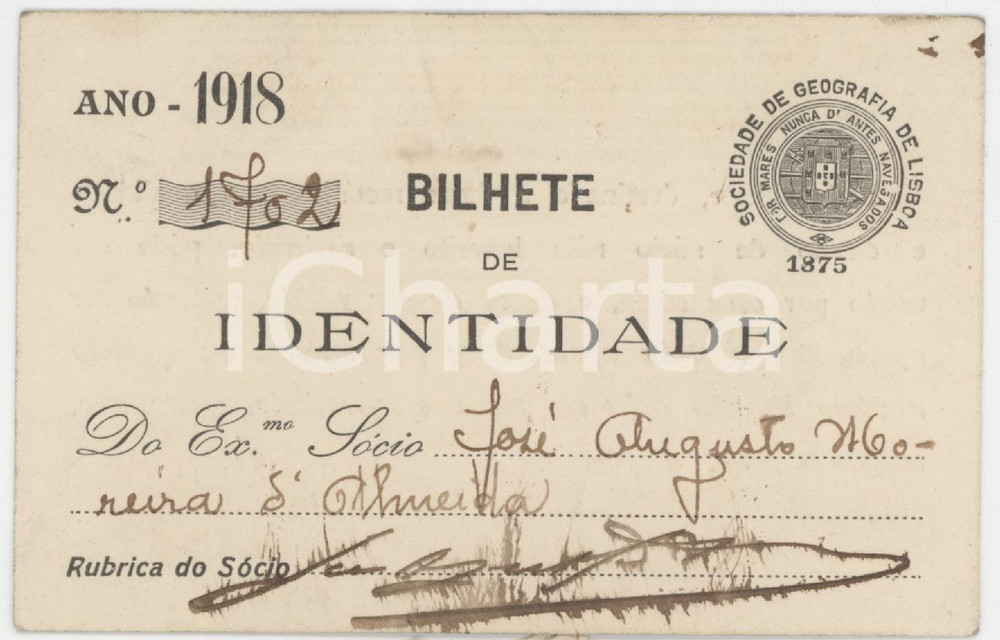 ANO - 1918
N.º 1702
BILHETE
DE
IDENTIDADE
SOCIEDADE DE GEOGRAFIA DE LISBOA
POR MARES NUNCA D'ANTES NAVEGADOS
1875
iCharta
Do Ex.mo Sócio José Augusto Mo-
reira d'Almeida
Rubrica do Sócio